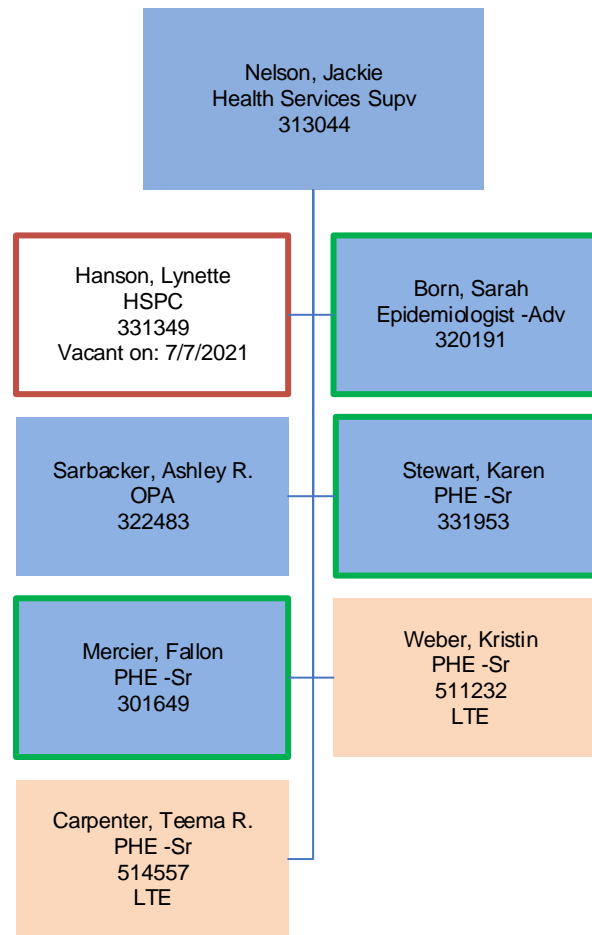 Nelson, Jackie
Health Services Supv
313044
Hanson, Lynette
HSPC
331349
Vacant on: 7/7/2021
Born, Sarah
Epidemiologist -Adv
320191
Sarbacker, Ashley R.
OPA
322483
Stewart, Karen
PHE -Sr
331953
Mercier, Fallon
PHE -Sr
301649
Weber, Kristin
PHE -Sr
511232
LTE
Carpenter, Teema R.
PHE -Sr
514557
LTE